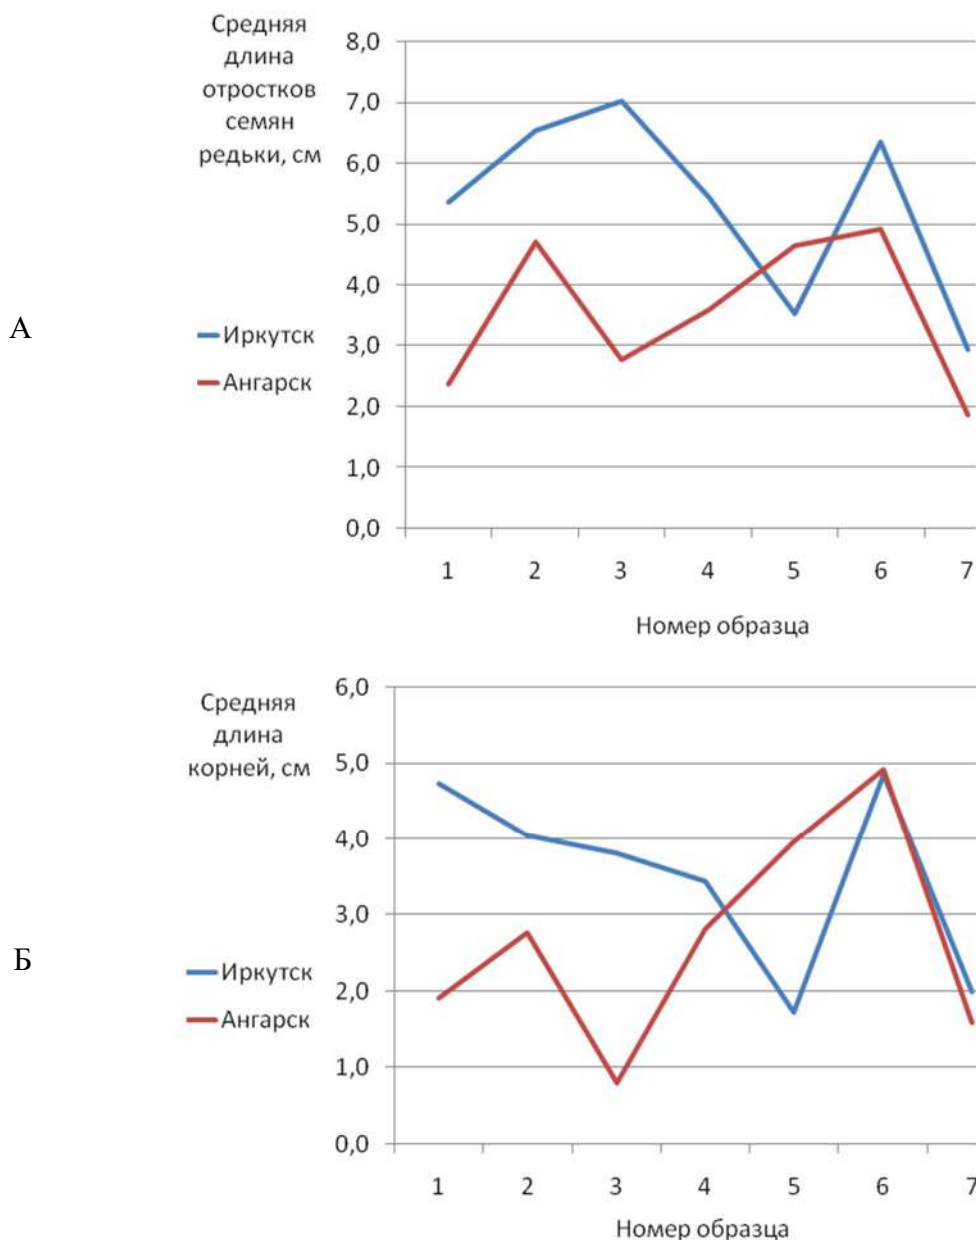 Средняя
длина
отростков
семян
редьки, см
8,0
7,0
6,0
5,0
4,0
3,0
2,0
1,0
0,0
А
Иркутск
Ангарск
1 2 3 4 5 6 7
Номер образца
Средняя
длина
корней, см
6,0
5,0
4,0
3,0
2,0
1,0
0,0
Б
Иркутск
Ангарск
1 2 3 4 5 6 7
Номер образца